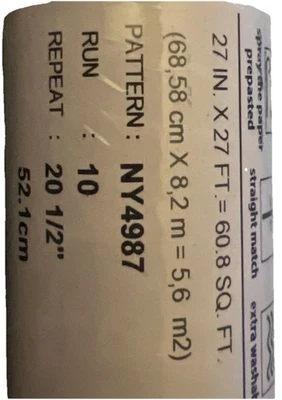 spray the paper
prepasted
straight match
extra washab
27 IN. X 27 FT.= 60.8 SQ. FT.
(68,58 cm X 8,2 m = 5,6 m2)
PATTERN : NY4987
RUN : 10
REPEAT : 20 1/2"
52.1cm